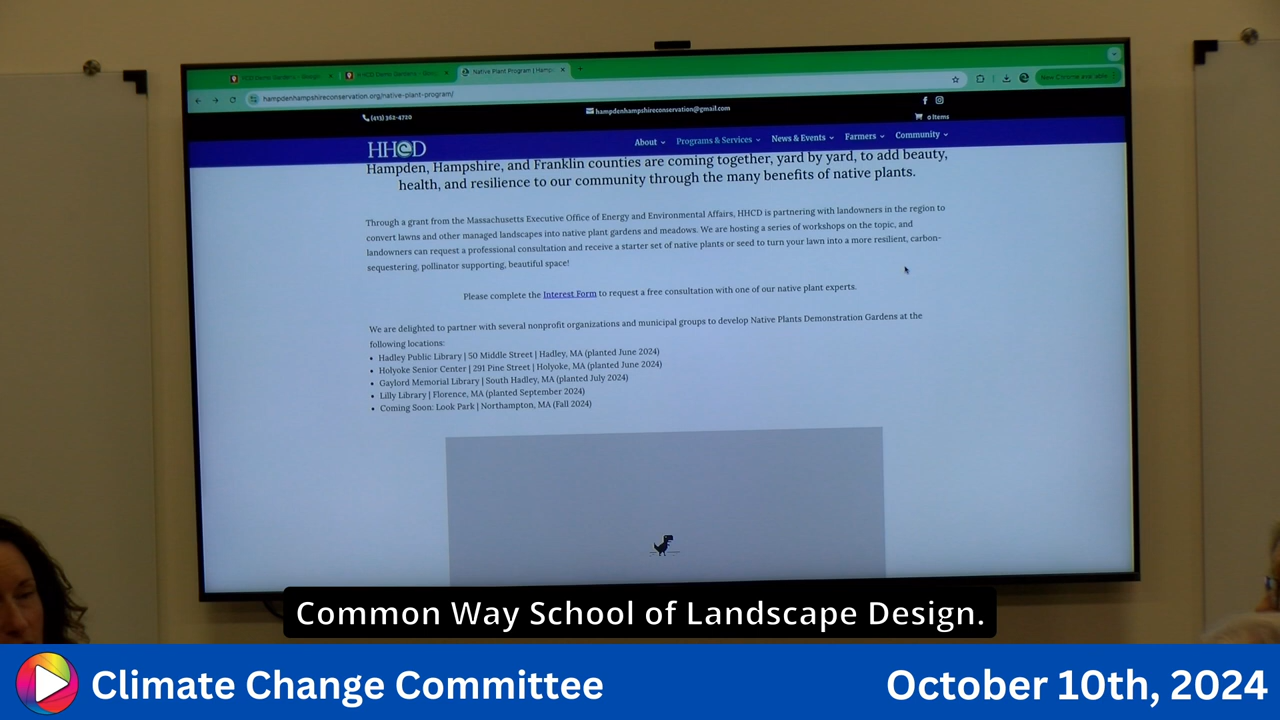 Native Plant Program | Hamp
hampdenhampshireconservation.org/native-plant-program/
New Chrome available
(413) 362-4720
hampdenhampshireconservation@gmail.com
0 Items
HHCD
About
Programs & Services
News & Events
Farmers
Community
Hampden, Hampshire, and Franklin counties are coming together, yard by yard, to add beauty,
health, and resilience to our community through the many benefits of native plants.
Through a grant from the Massachusetts Executive Office of Energy and Environmental Affairs, HHCD is partnering with landowners in the region to
convert lawns and other managed landscapes into native plant gardens and meadows. We are hosting a series of workshops on the topic, and
landowners can request a professional consultation and receive a starter set of native plants or seed to turn your lawn into a more resilient, carbon-
sequestering, pollinator supporting, beautiful space!
Please complete the Interest Form to request a free consultation with one of our native plant experts.
We are delighted to partner with several nonprofit organizations and municipal groups to develop Native Plants Demonstration Gardens at the
following locations:
• Hadley Public Library | 50 Middle Street | Hadley, MA (planted June 2024)
• Holyoke Senior Center | 291 Pine Street | Holyoke, MA (planted June 2024)
• Gaylord Memorial Library | South Hadley, MA (planted July 2024)
• Lilly Library | Florence, MA (planted September 2024)
• Coming Soon: Look Park | Northampton, MA (Fall 2024)
Common Way School of Landscape Design.
Climate Change Committee
October 10th, 2024